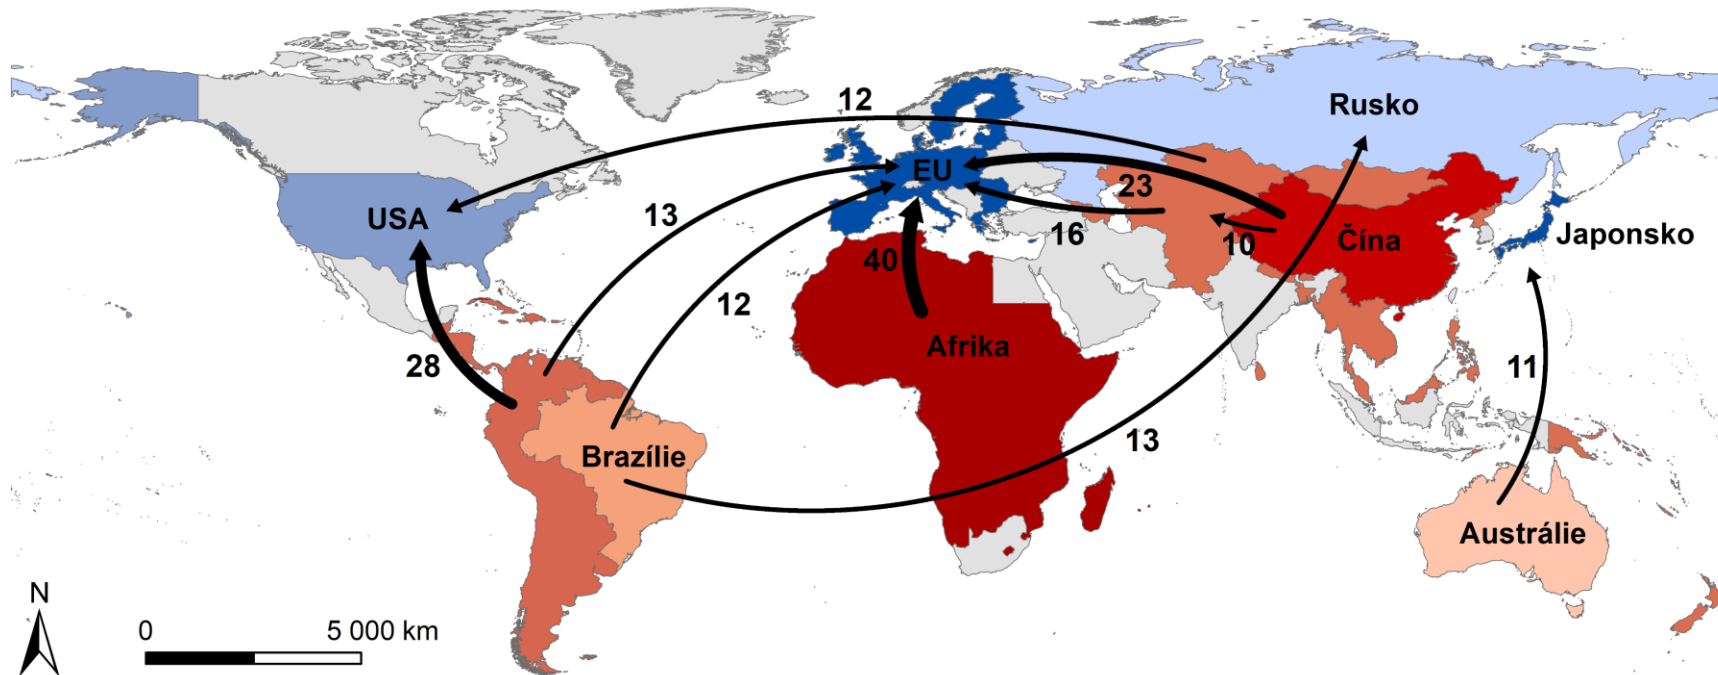 12
Rusko
EU
23
USA
13
16
10
Čína
Japonsko
40
12
Afrika
28
11
13
Brazílie
Austrálie
N
0
5 000 km